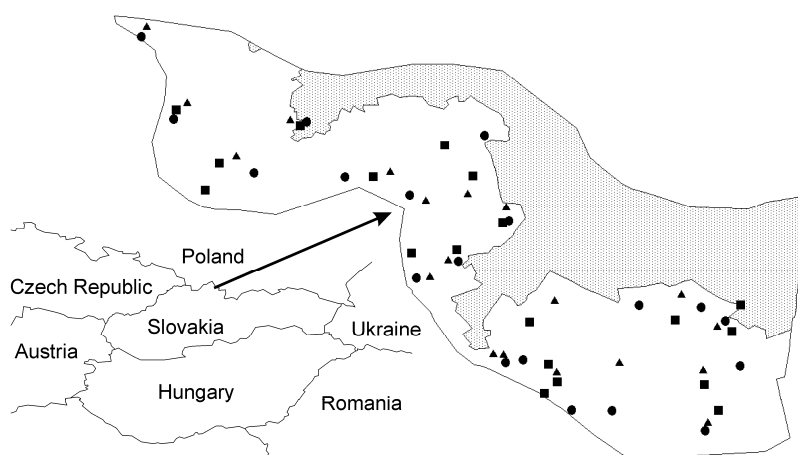 Poland
Czech Republic
Slovakia
Ukraine
Austria
Hungary
Romania